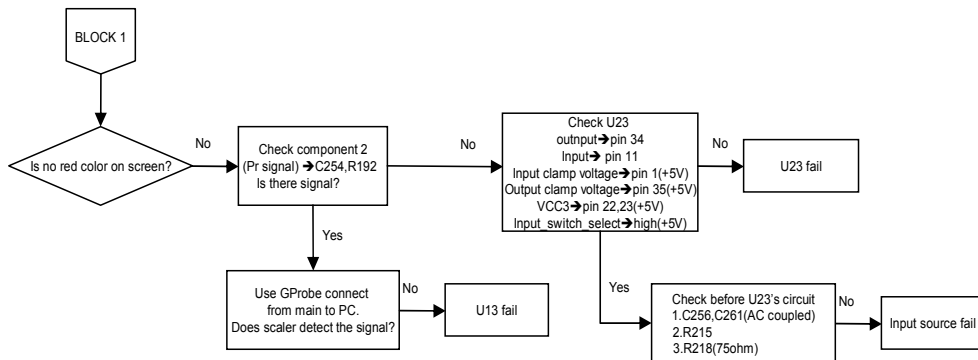 BLOCK 1
Is no red color on screen?
No
Check component 2
(Pr signal) ➔C254,R192
Is there signal?
No
Check U23
outnput➔pin 34
Input➔ pin 11
Input clamp voltage➔pin 1(+5V)
Output clamp voltage➔pin 35(+5V)
VCC3➔pin 22,23(+5V)
Input_switch_select➔high(+5V)
No
U23 fail
Yes
Use GProbe connect
from main to PC.
Does scaler detect the signal?
No
U13 fail
Yes
Check before U23's circuit
1.C256,C261(AC coupled)
2.R215
3.R218(75ohm)
No
Input source fail